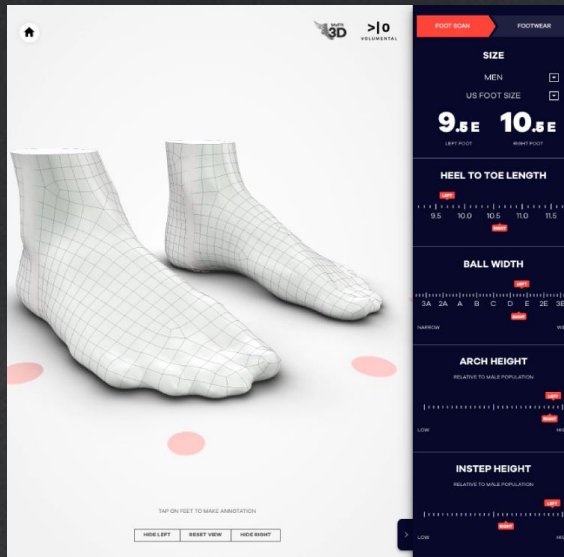 3D
>|0
VOLUMENTAL
TAP ON FEET TO MAKE ANNOTATION
HIDE LEFT RESET VIEW HIDE RIGHT
FOOT SCAN FOOTWEAR
SIZE
MEN
US FOOT SIZE
9.5 E 10.5 E
LEFT FOOT RIGHT FOOT
HEEL TO TOE LENGTH
LEFT
9.5 10.0 10.5 11.0 11.5
RIGHT
BALL WIDTH
LEFT
3A 2A A B C D E 2E 3E
RIGHT
NARROW WI
ARCH HEIGHT
RELATIVE TO MALE POPULATION
LEFT
RIGHT
LOW HIG
INSTEP HEIGHT
RELATIVE TO MALE POPULATION
LEFT
RIGHT
LOW HIG